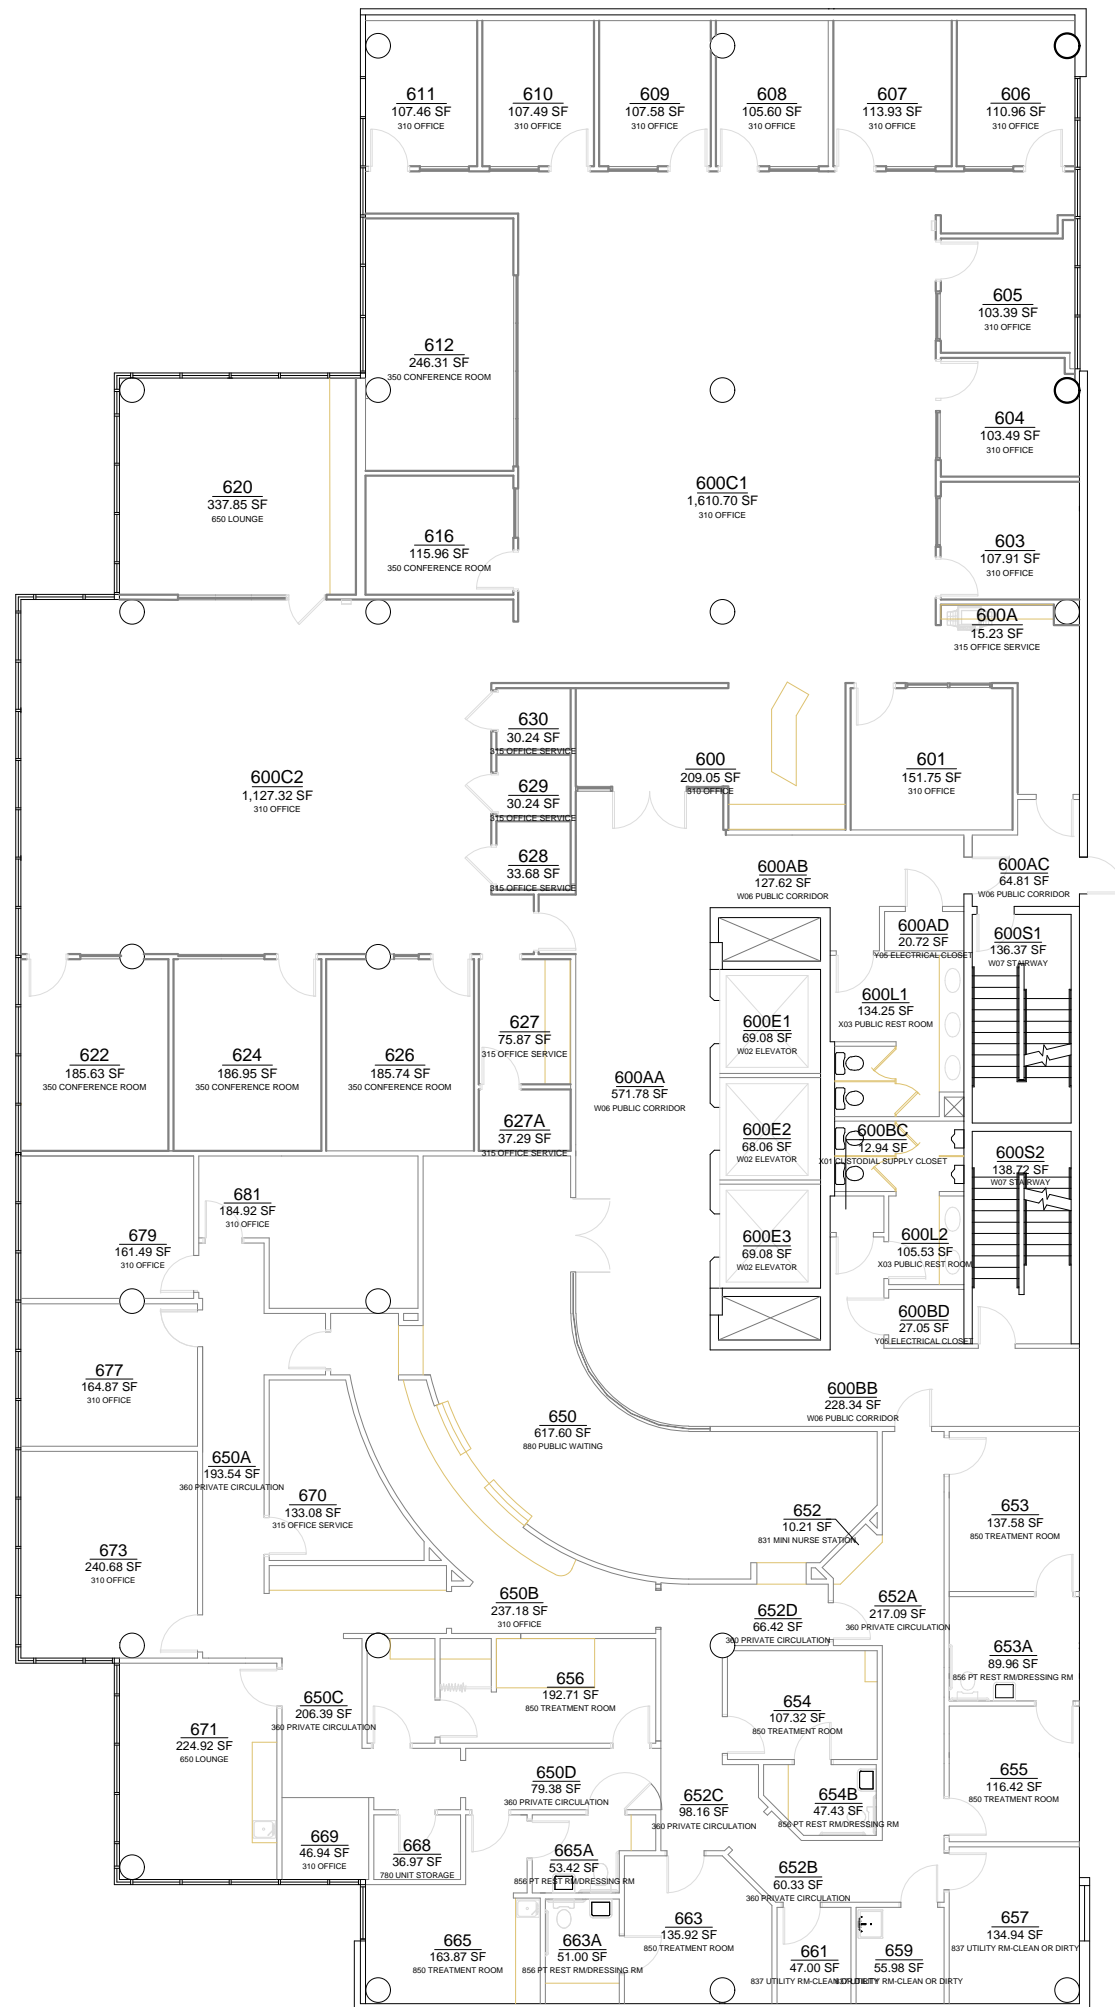 611
107.46 SF
310 OFFICE
610
107.49 SF
310 OFFICE
609
107.58 SF
310 OFFICE
608
105.60 SF
310 OFFICE
607
113.93 SF
310 OFFICE
606
110.96 SF
310 OFFICE
605
103.39 SF
310 OFFICE
612
246.31 SF
350 CONFERENCE ROOM
604
103.49 SF
310 OFFICE
620
337.85 SF
650 LOUNGE
600C1
1,610.70 SF
310 OFFICE
616
115.96 SF
350 CONFERENCE ROOM
603
107.91 SF
310 OFFICE
600A
15.23 SF
315 OFFICE SERVICE
630
30.24 SF
315 OFFICE SERVICE
600
209.05 SF
310 OFFICE
601
151.75 SF
310 OFFICE
600C2
1,127.32 SF
310 OFFICE
629
30.24 SF
315 OFFICE SERVICE
628
33.68 SF
315 OFFICE SERVICE
600AB
127.62 SF
W06 PUBLIC CORRIDOR
600AC
64.81 SF
W06 PUBLIC CORRIDOR
600AD
20.72 SF
Y05 ELECTRICAL CLOSET
600S1
136.37 SF
W07 STAIRWAY
600L1
134.25 SF
X03 PUBLIC REST ROOM
600E1
69.08 SF
W02 ELEVATOR
627
75.87 SF
315 OFFICE SERVICE
622
185.63 SF
350 CONFERENCE ROOM
624
186.95 SF
350 CONFERENCE ROOM
626
185.74 SF
350 CONFERENCE ROOM
600AA
571.78 SF
W06 PUBLIC CORRIDOR
627A
37.29 SF
315 OFFICE SERVICE
600E2
68.06 SF
W02 ELEVATOR
600BC
12.94 SF
X01 CUSTODIAL SUPPLY CLOSET
600S2
138.72 SF
W07 STAIRWAY
681
184.92 SF
310 OFFICE
679
161.49 SF
310 OFFICE
600E3
69.08 SF
W02 ELEVATOR
600L2
105.53 SF
X03 PUBLIC REST ROOM
600BD
27.05 SF
Y05 ELECTRICAL CLOSET
677
164.87 SF
310 OFFICE
600BB
228.34 SF
W06 PUBLIC CORRIDOR
650
617.60 SF
880 PUBLIC WAITING
650A
193.54 SF
360 PRIVATE CIRCULATION
670
133.08 SF
315 OFFICE SERVICE
652
10.21 SF
831 MINI NURSE STATION
653
137.58 SF
850 TREATMENT ROOM
673
240.68 SF
310 OFFICE
650B
237.18 SF
310 OFFICE
652D
66.42 SF
360 PRIVATE CIRCULATION
652A
217.09 SF
360 PRIVATE CIRCULATION
653A
89.96 SF
856 PT REST RM/DRESSING RM
656
192.71 SF
850 TREATMENT ROOM
654
107.32 SF
850 TREATMENT ROOM
650C
206.39 SF
360 PRIVATE CIRCULATION
671
224.92 SF
650 LOUNGE
650D
79.38 SF
360 PRIVATE CIRCULATION
655
116.42 SF
850 TREATMENT ROOM
652C
98.16 SF
360 PRIVATE CIRCULATION
654B
47.43 SF
856 PT REST RM/DRESSING RM
669
46.94 SF
310 OFFICE
668
36.97 SF
780 UNIT STORAGE
665A
53.42 SF
856 PT REST RM/DRESSING RM
652B
60.33 SF
360 PRIVATE CIRCULATION
665
163.87 SF
850 TREATMENT ROOM
663A
51.00 SF
856 PT REST RM/DRESSING RM
663
135.92 SF
850 TREATMENT ROOM
661
47.00 SF
837 UTILITY RM-CLEAN OR DIRTY
659
55.98 SF
837 UTILITY RM-CLEAN OR DIRTY
657
134.94 SF
837 UTILITY RM-CLEAN OR DIRTY